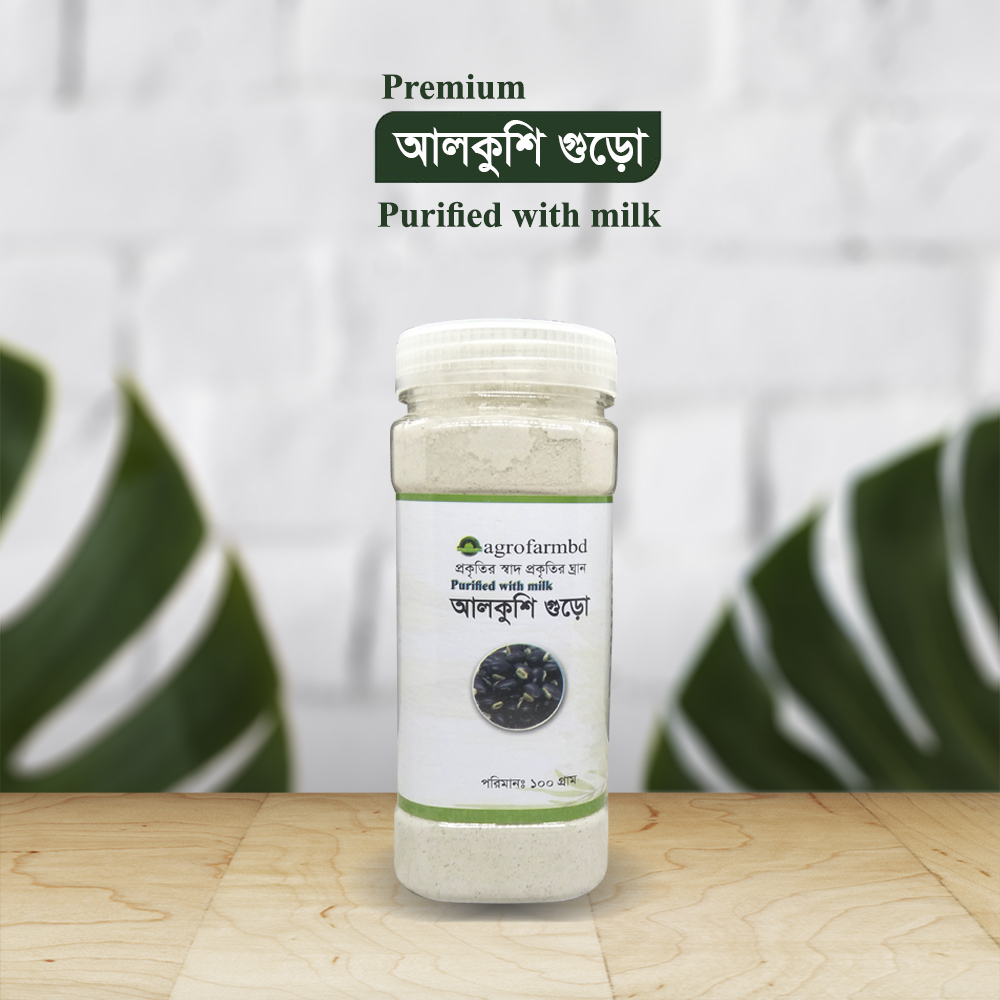 Premium
আলকুশি গুড়ো
Purified with milk
agrofarmbd
প্রকৃতির স্বাদ প্রকৃতির ঘ্রান
Purified with milk
আলকুশি গুড়ো
পরিমানঃ ১০০ গ্রাম